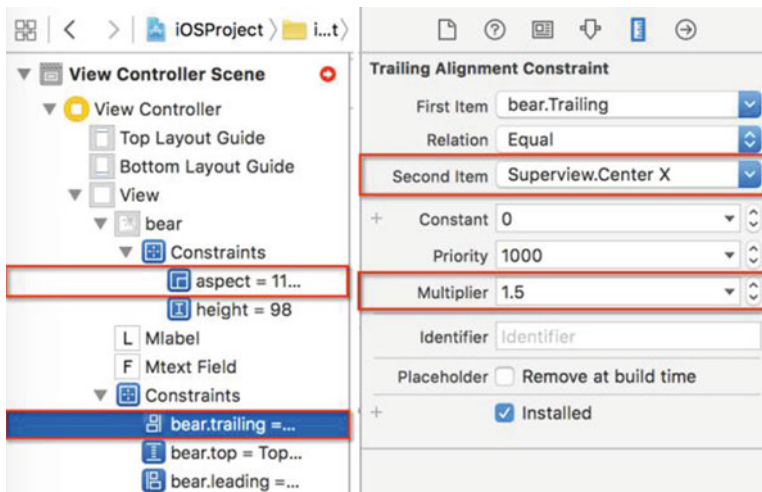 iOSProject
i...t
View Controller Scene
View Controller
Top Layout Guide
Bottom Layout Guide
View
bear
Constraints
aspect = 11...
height = 98
L Mlabel
F Mtext Field
Constraints
bear.trailing =...
bear.top = Top...
bear.leading =...
Trailing Alignment Constraint
First Item bear.Trailing
Relation Equal
Second Item Superview.Center X
+ Constant 0
Priority 1000
Multiplier 1.5
Identifier Identifier
Placeholder Remove at build time
+ Installed